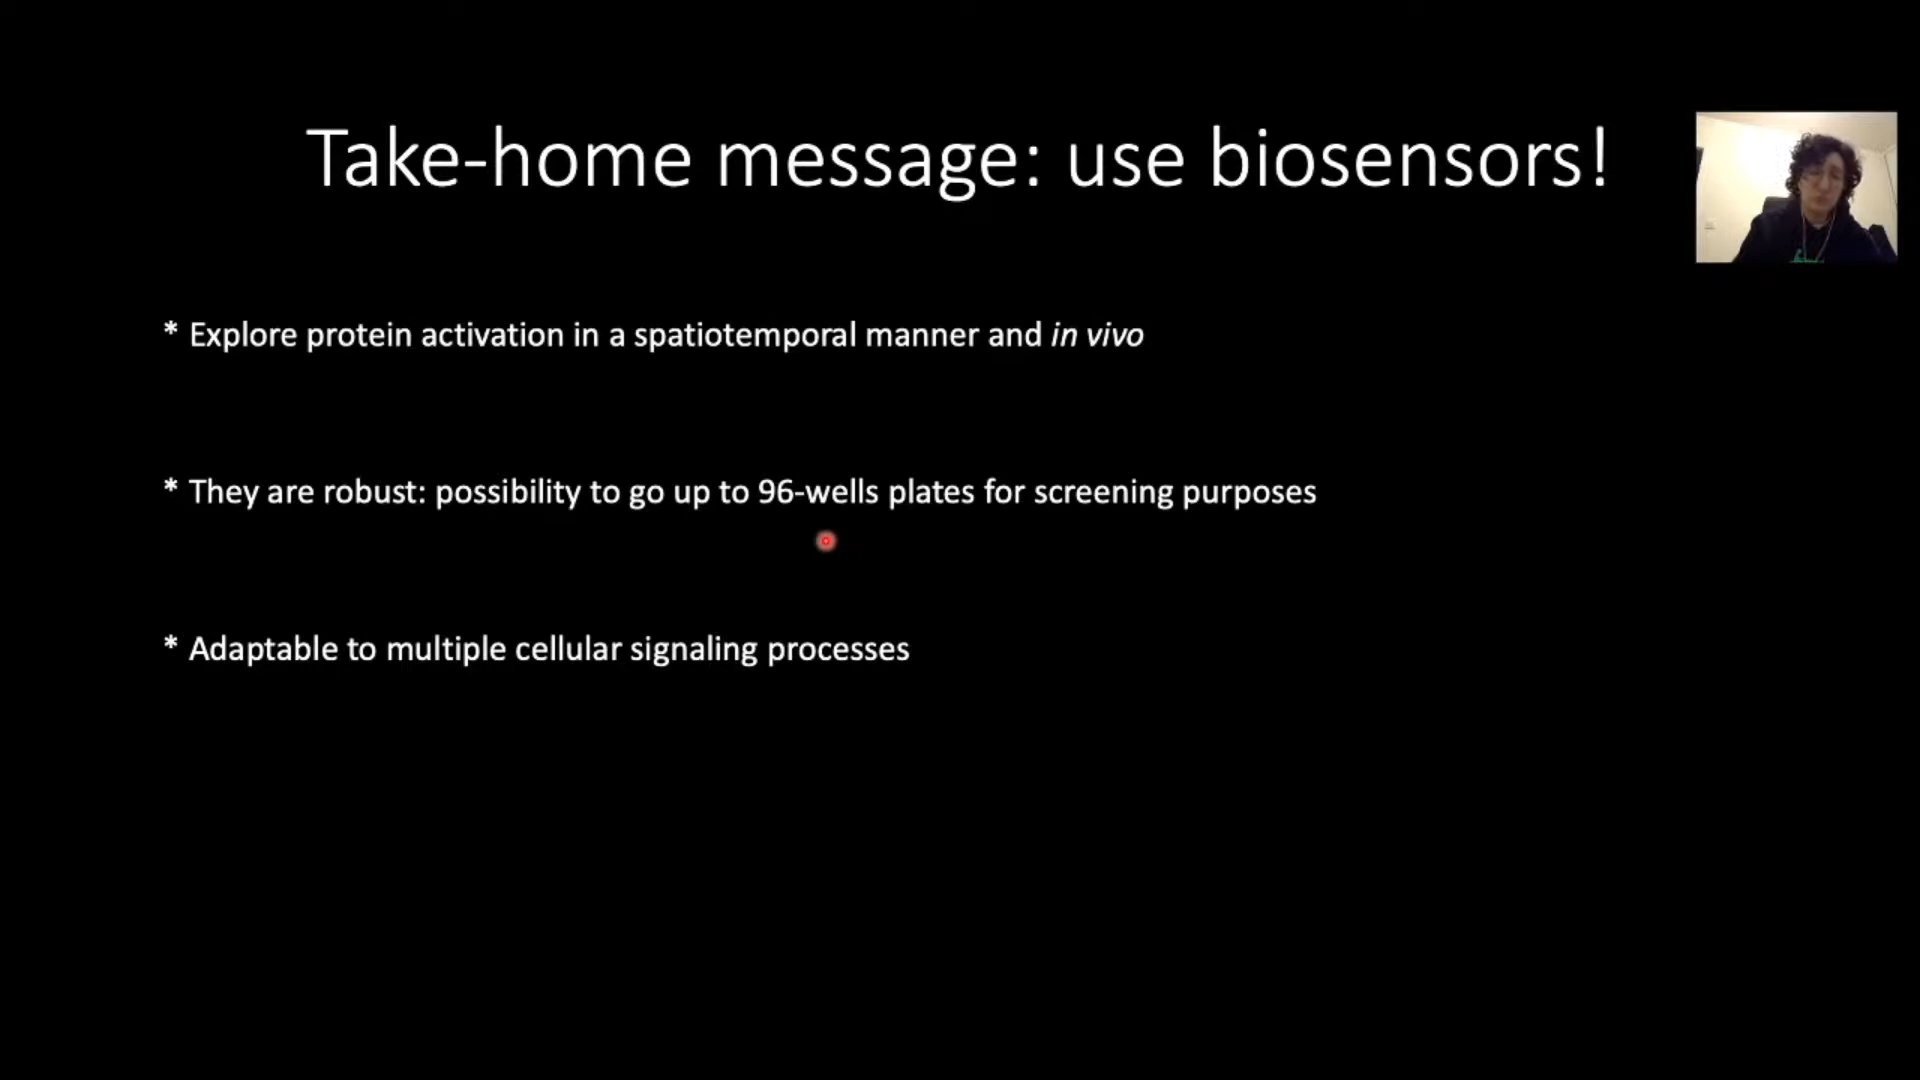 Take-home message: use biosensors!
* Explore protein activation in a spatiotemporal manner and in vivo
* They are robust: possibility to go up to 96-wells plates for screening purposes
* Adaptable to multiple cellular signaling processes